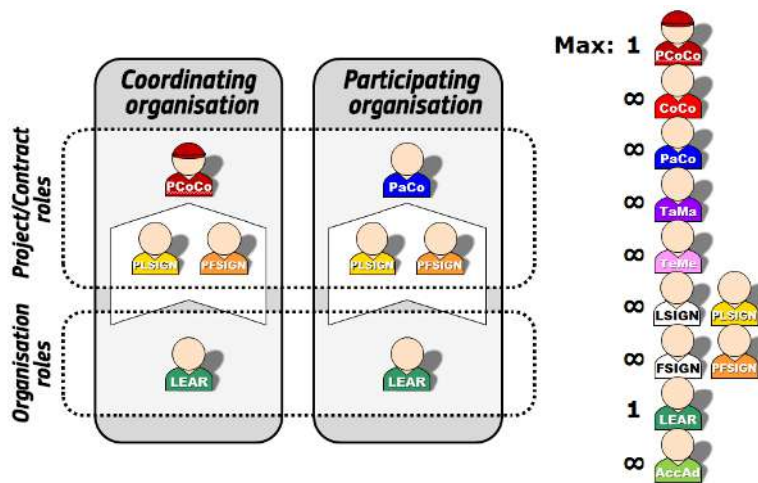 Coordinating
organisation
Participating
organisation
Project/Contract
roles
PCoCo
PaCo
PLSIGN PFSIGN
PLSIGN PFSIGN
Organisation
roles
LEAR
LEAR
Max: 1 PCoCo
∞ CoCo
∞ PaCo
∞ TaMa
∞ TeMe
∞ LSIGN PLSIGN
∞ FSIGN PFSIGN
1 LEAR
∞ AccAd